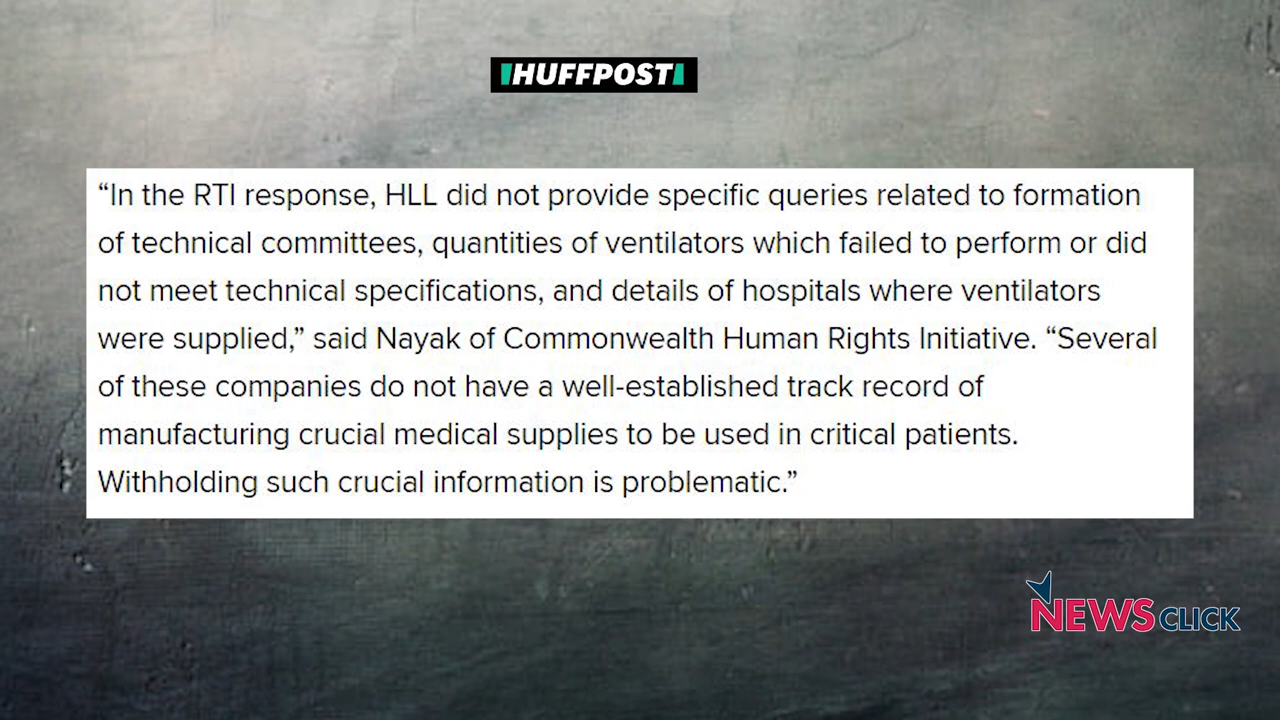 HUFFPOST
“In the RTI response, HLL did not provide specific queries related to formation
of technical committees, quantities of ventilators which failed to perform or did
not meet technical specifications, and details of hospitals where ventilators
were supplied,” said Nayak of Commonwealth Human Rights Initiative. “Several
of these companies do not have a well-established track record of
manufacturing crucial medical supplies to be used in critical patients.
Withholding such crucial information is problematic.”
NEWSCLICK